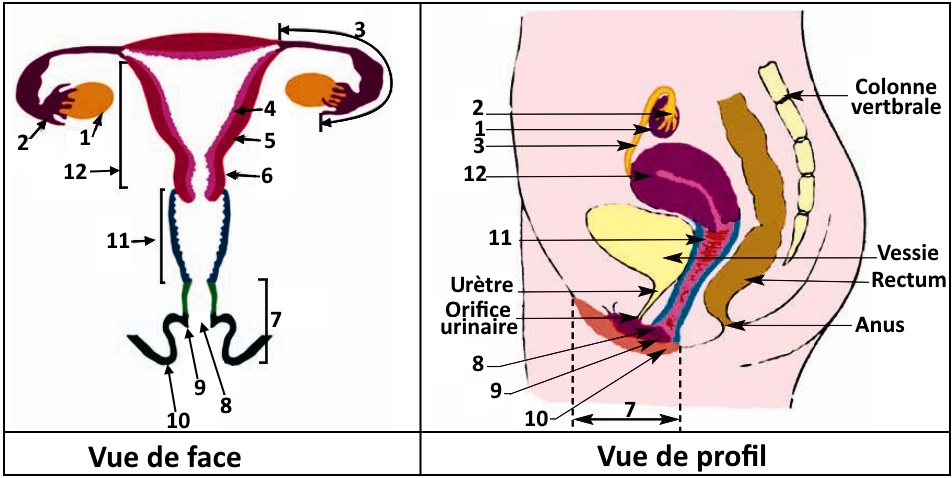 3
2
1
4
5
12
6
11
7
9
8
10
Vue de face
2
1
3
12
11
Urètre
Orifice
urinaire
8
9
10
7
Colonne
vertbrale
Vessie
Rectum
Anus
Vue de profil